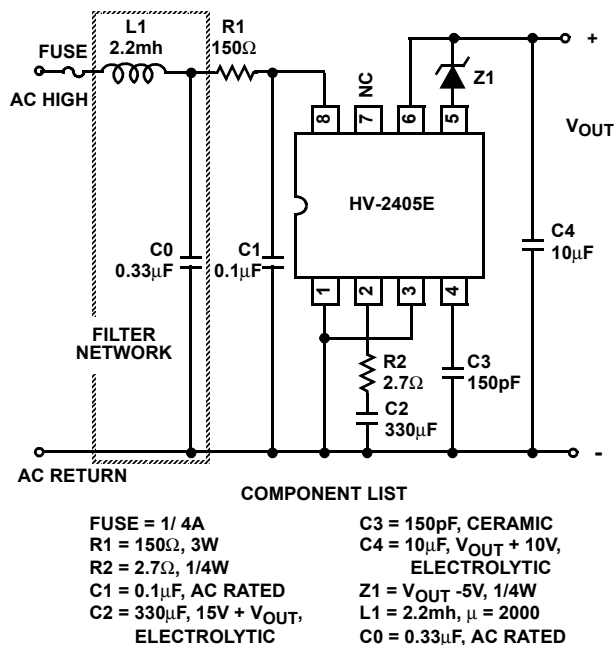 L1
2.2mh
R1
150Ω
FUSE
AC HIGH
NC
8
7
6
5
Z1
+
VOUT
HV-2405E
C0
0.33μF
C1
0.1μF
C4
10μF
1
2
3
4
FILTER
NETWORK
R2
2.7Ω
C2
330μF
C3
150pF
AC RETURN
-
COMPONENT LIST
FUSE = 1/ 4A
R1 = 150Ω, 3W
R2 = 2.7Ω, 1/4W
C1 = 0.1μF, AC RATED
C2 = 330μF, 15V + VOUT,
ELECTROLYTIC
C3 = 150pF, CERAMIC
C4 = 10μF, VOUT + 10V,
ELECTROLYTIC
Z1 = VOUT -5V, 1/4W
L1 = 2.2mh, μ = 2000
C0 = 0.33μF, AC RATED